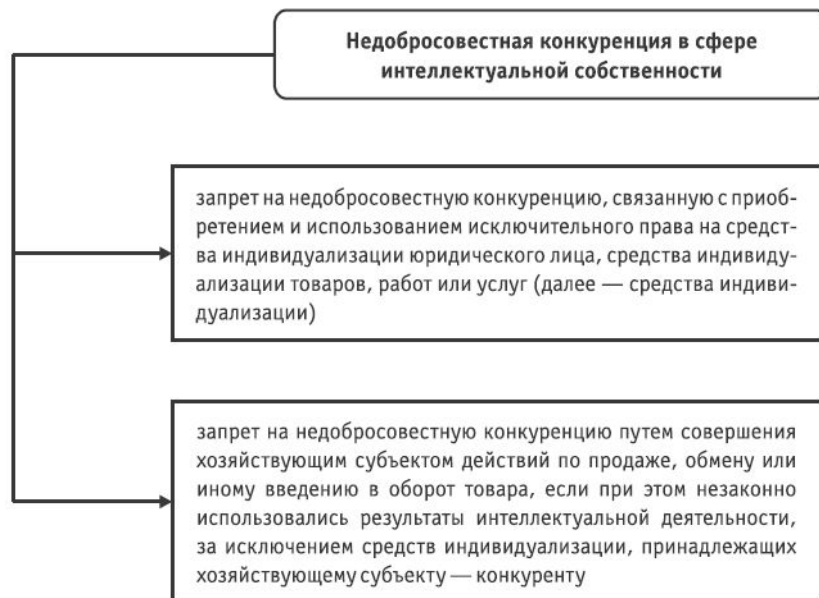 Недобросовестная конкуренция в сфере
интеллектуальной собственности
запрет на недобросовестную конкуренцию, связанную с приоб-
ретением и использованием исключительного права на средст-
ва индивидуализации юридического лица, средства индивиду-
ализации товаров, работ или услуг (далее — средства индиви-
дуализации)
запрет на недобросовестную конкуренцию путем совершения
хозяйствующим субъектом действий по продаже, обмену или
иному введению в оборот товара, если при этом незаконно
использовались результаты интеллектуальной деятельности,
за исключением средств индивидуализации, принадлежащих
хозяйствующему субъекту — конкуренту